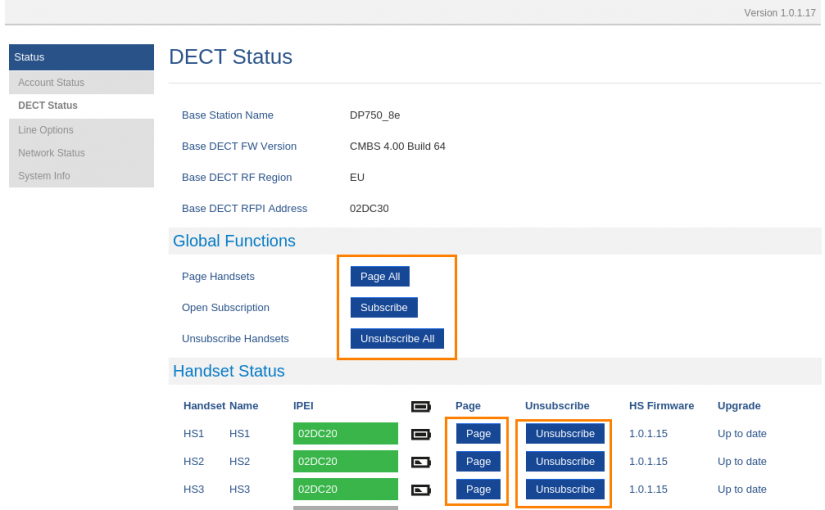 Version 1.0.1.17
Status
Account Status
DECT Status
Line Options
Network Status
System Info
DECT Status
Base Station Name DP750_8e
Base DECT FW Version CMBS 4.00 Build 64
Base DECT RF Region EU
Base DECT RFPI Address 02DC30
Global Functions
Page Handsets Page All
Open Subscription Subscribe
Unsubscribe Handsets Unsubscribe All
Handset Status
Handset Name IPEI Page Unsubscribe HS Firmware Upgrade
HS1 HS1 02DC20 Page Unsubscribe 1.0.1.15 Up to date
HS2 HS2 02DC20 Page Unsubscribe 1.0.1.15 Up to date
HS3 HS3 02DC20 Page Unsubscribe 1.0.1.15 Up to date